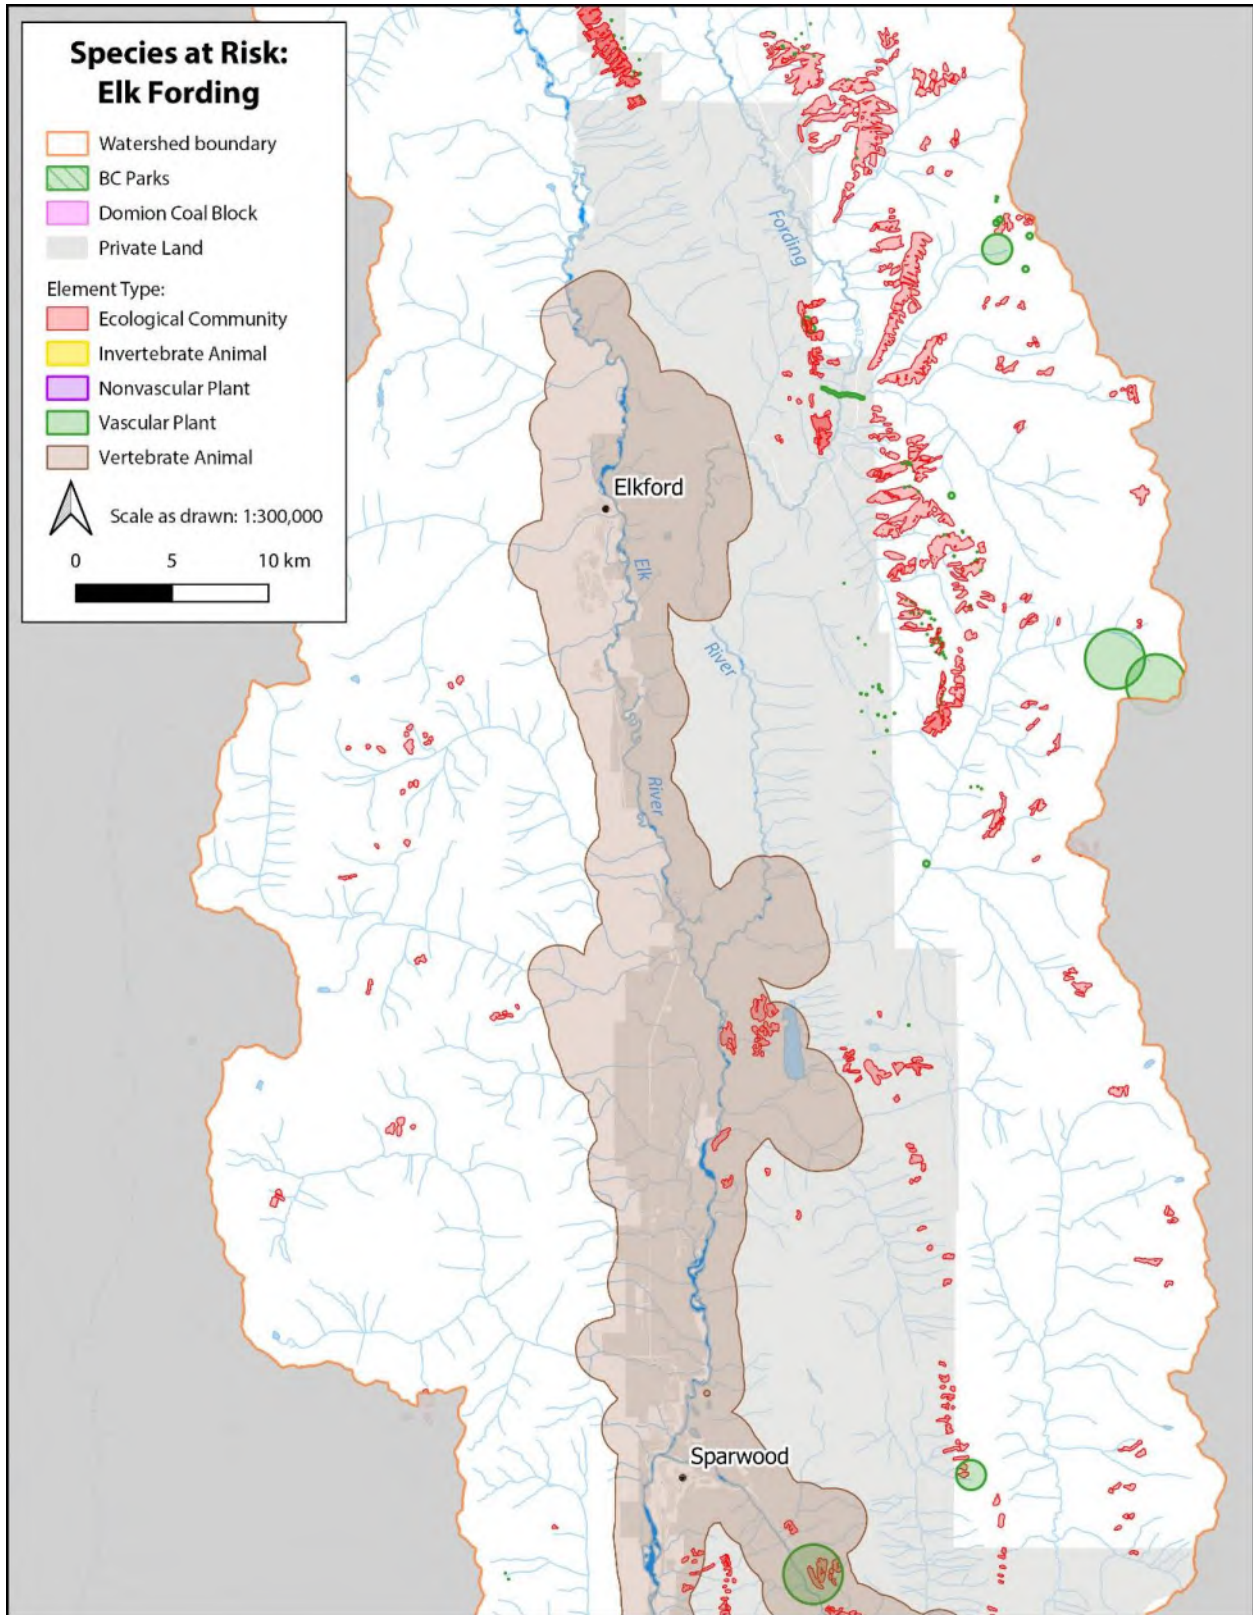 Species at Risk:
Elk Fording
Watershed boundary
BC Parks
Domion Coal Block
Private Land
Element Type:
Ecological Community
Invertebrate Animal
Nonvascular Plant
Vascular Plant
Vertebrate Animal
Scale as drawn: 1:300,000
0 5 10 km
Fording
Elkford
Elk
River
River
Sparwood